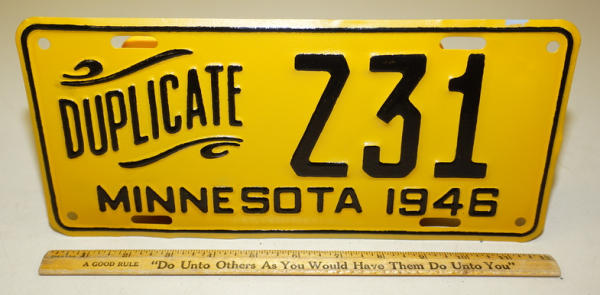 DUPLICATE
Z31
MINNESOTA 1946
A GOOD RULE "Do Unto Others As You Would Have Them Do Unto You"